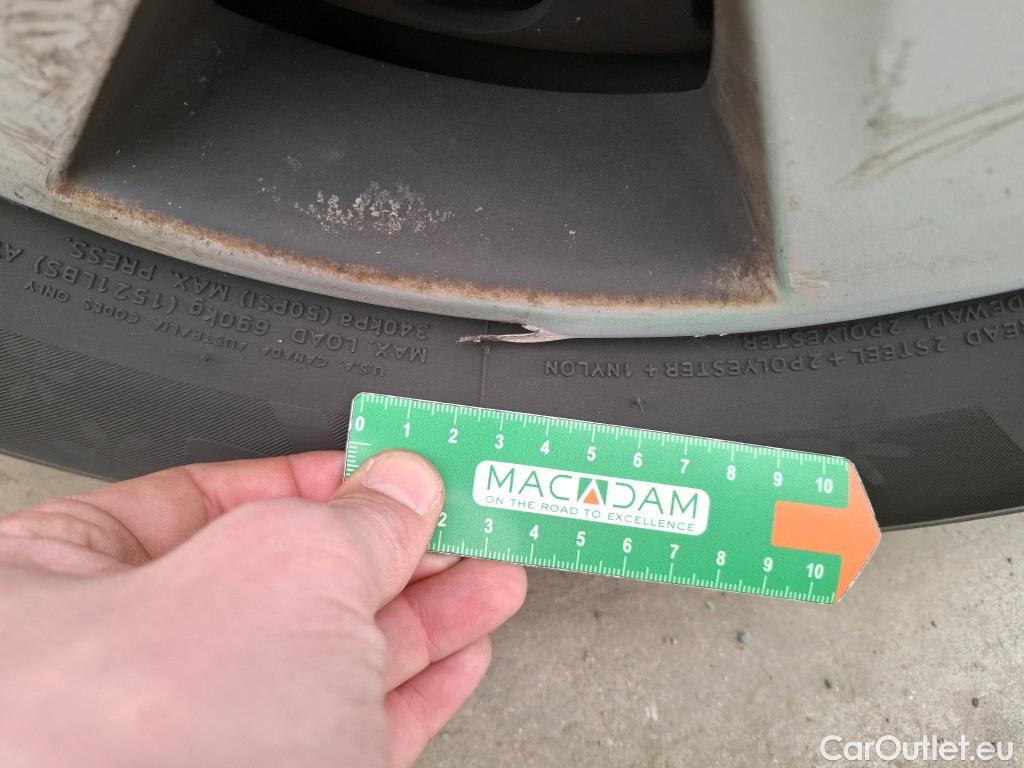 340kPa (50PSI) MAX. PRESS.
MAX. LOAD 690kg (1521LBS) A
U.S.A. CANADA AUSTRALIA CODES ONLY
EAD 2STEEL + 2POLYESTER + 1NYLON
DEWALL 2POLYESTER
0 1 2 3 4 5 6 7 8 9 10
MACADAM
ON THE ROAD TO EXCELLENCE
2 3 4 5 6 7 8 9 10
CarOutlet.eu